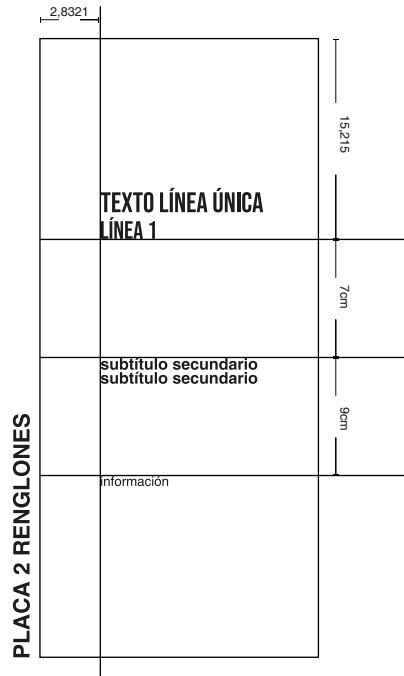 2,8321
15,215
TEXTO LÍNEA ÚNICA
LÍNEA 1
7cm
subtítulo secundario
subtítulo secundario
9cm
información
PLACA 2 RENGLONES